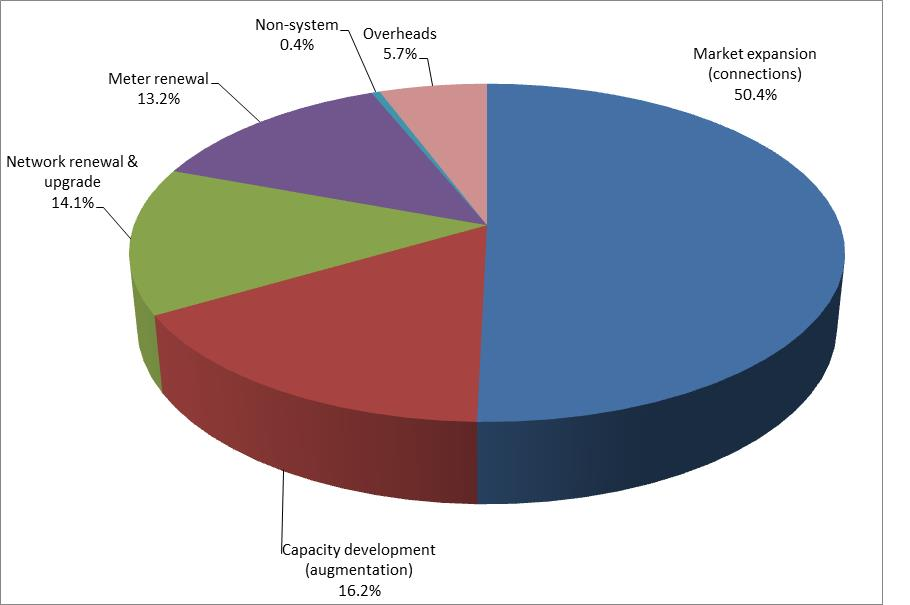 Non-system
0.4%
Overheads
5.7%
Market expansion
(connections)
50.4%
Meter renewal
13.2%
Network renewal &
upgrade
14.1%
Capacity development
(augmentation)
16.2%